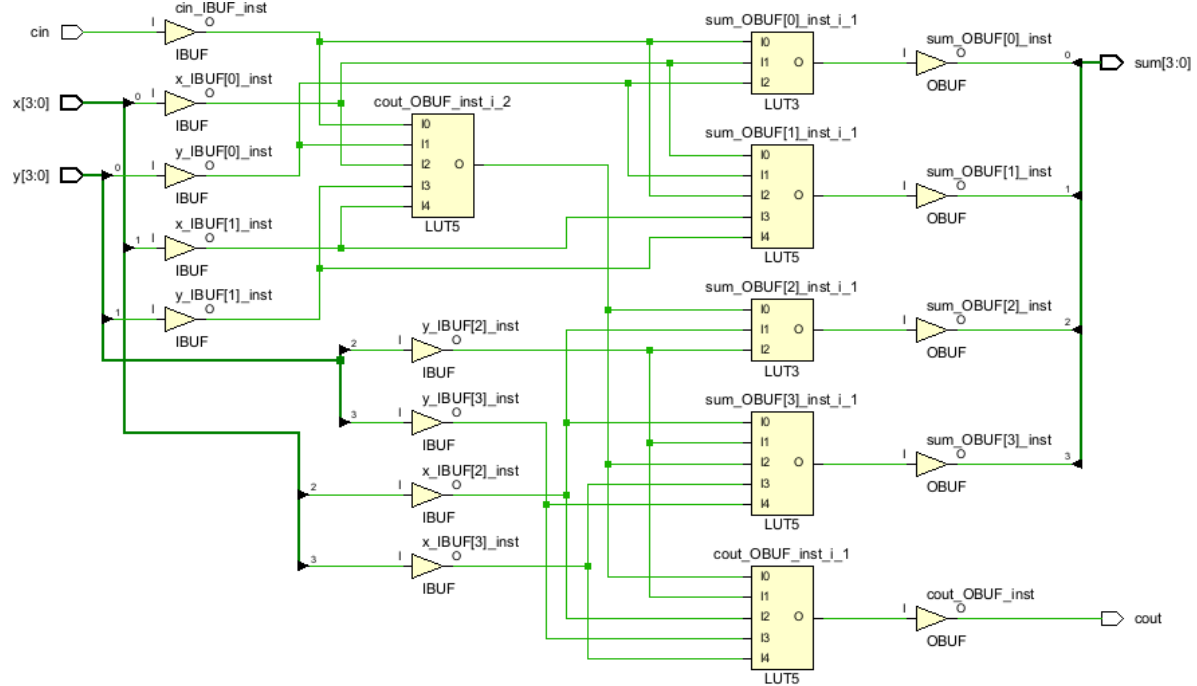 cin
I
cin_IBUF_inst
O
IBUF
x[3:0]
0
I
x_IBUF[0]_inst
O
IBUF
y[3:0]
0
I
y_IBUF[0]_inst
O
IBUF
1
I
x_IBUF[1]_inst
O
IBUF
1
I
y_IBUF[1]_inst
O
IBUF
2
I
y_IBUF[2]_inst
O
IBUF
3
I
y_IBUF[3]_inst
O
IBUF
2
I
x_IBUF[2]_inst
O
IBUF
3
I
x_IBUF[3]_inst
O
IBUF
cout_OBUF_inst_i_2
I0
I1
I2
O
I3
I4
LUT5
sum_OBUF[0]_inst_i_1
I0
I1
O
I2
LUT3
sum_OBUF[1]_inst_i_1
I0
I1
I2
O
I3
I4
LUT5
sum_OBUF[2]_inst_i_1
I0
I1
O
I2
LUT3
sum_OBUF[3]_inst_i_1
I0
I1
I2
O
I3
I4
LUT5
cout_OBUF_inst_i_1
I0
I1
I2
O
I3
I4
LUT5
sum_OBUF[0]_inst
I
O
OBUF
0
sum[3:0]
sum_OBUF[1]_inst
I
O
OBUF
1
sum_OBUF[2]_inst
I
O
OBUF
2
sum_OBUF[3]_inst
I
O
OBUF
3
cout_OBUF_inst
I
O
OBUF
cout